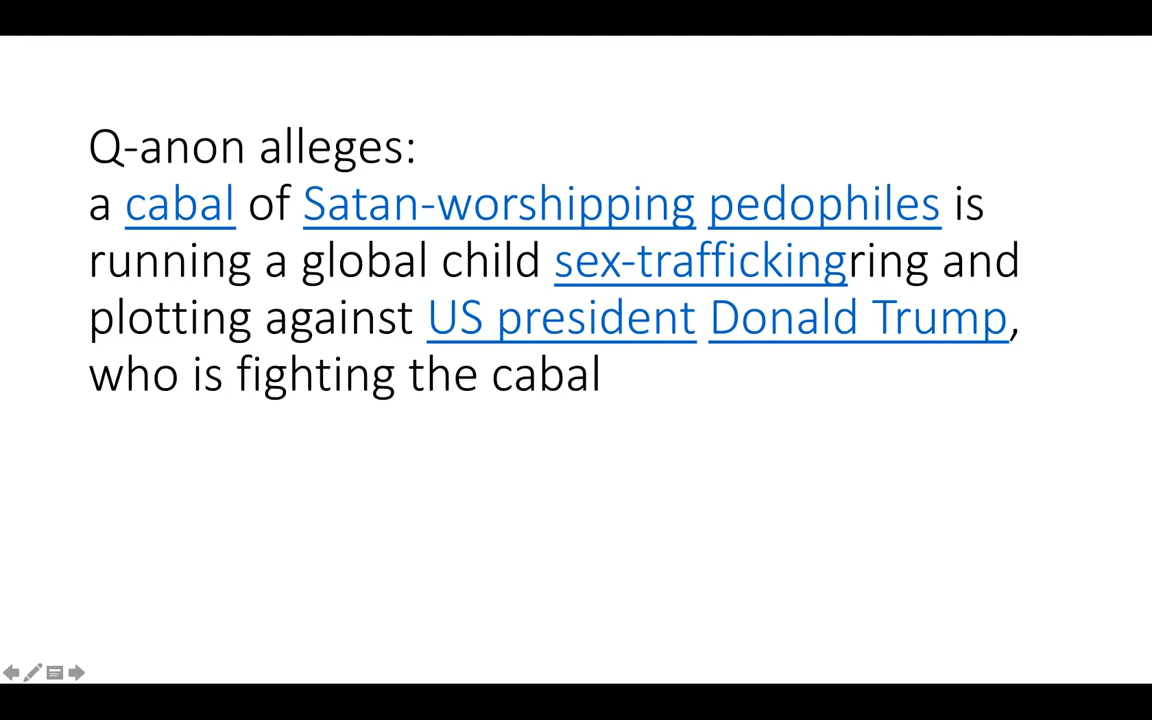 Q-anon alleges:
a cabal of Satan-worshipping pedophiles is
running a global child sex-traffickingring and
plotting against US president Donald Trump,
who is fighting the cabal